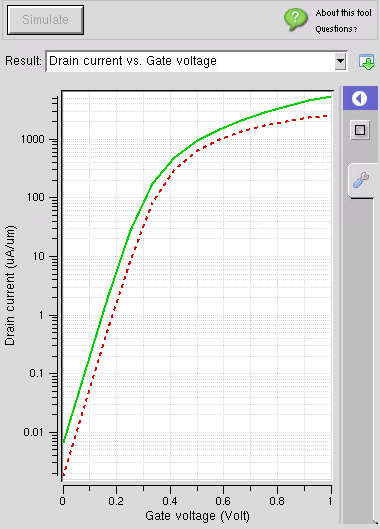 Simulate
About this tool
Questions?
Result: Drain current vs. Gate voltage
Drain current (uA/um)
1000
100
10
1
0.1
0.01
0 0.2 0.4 0.6 0.8 1
Gate voltage (Volt)